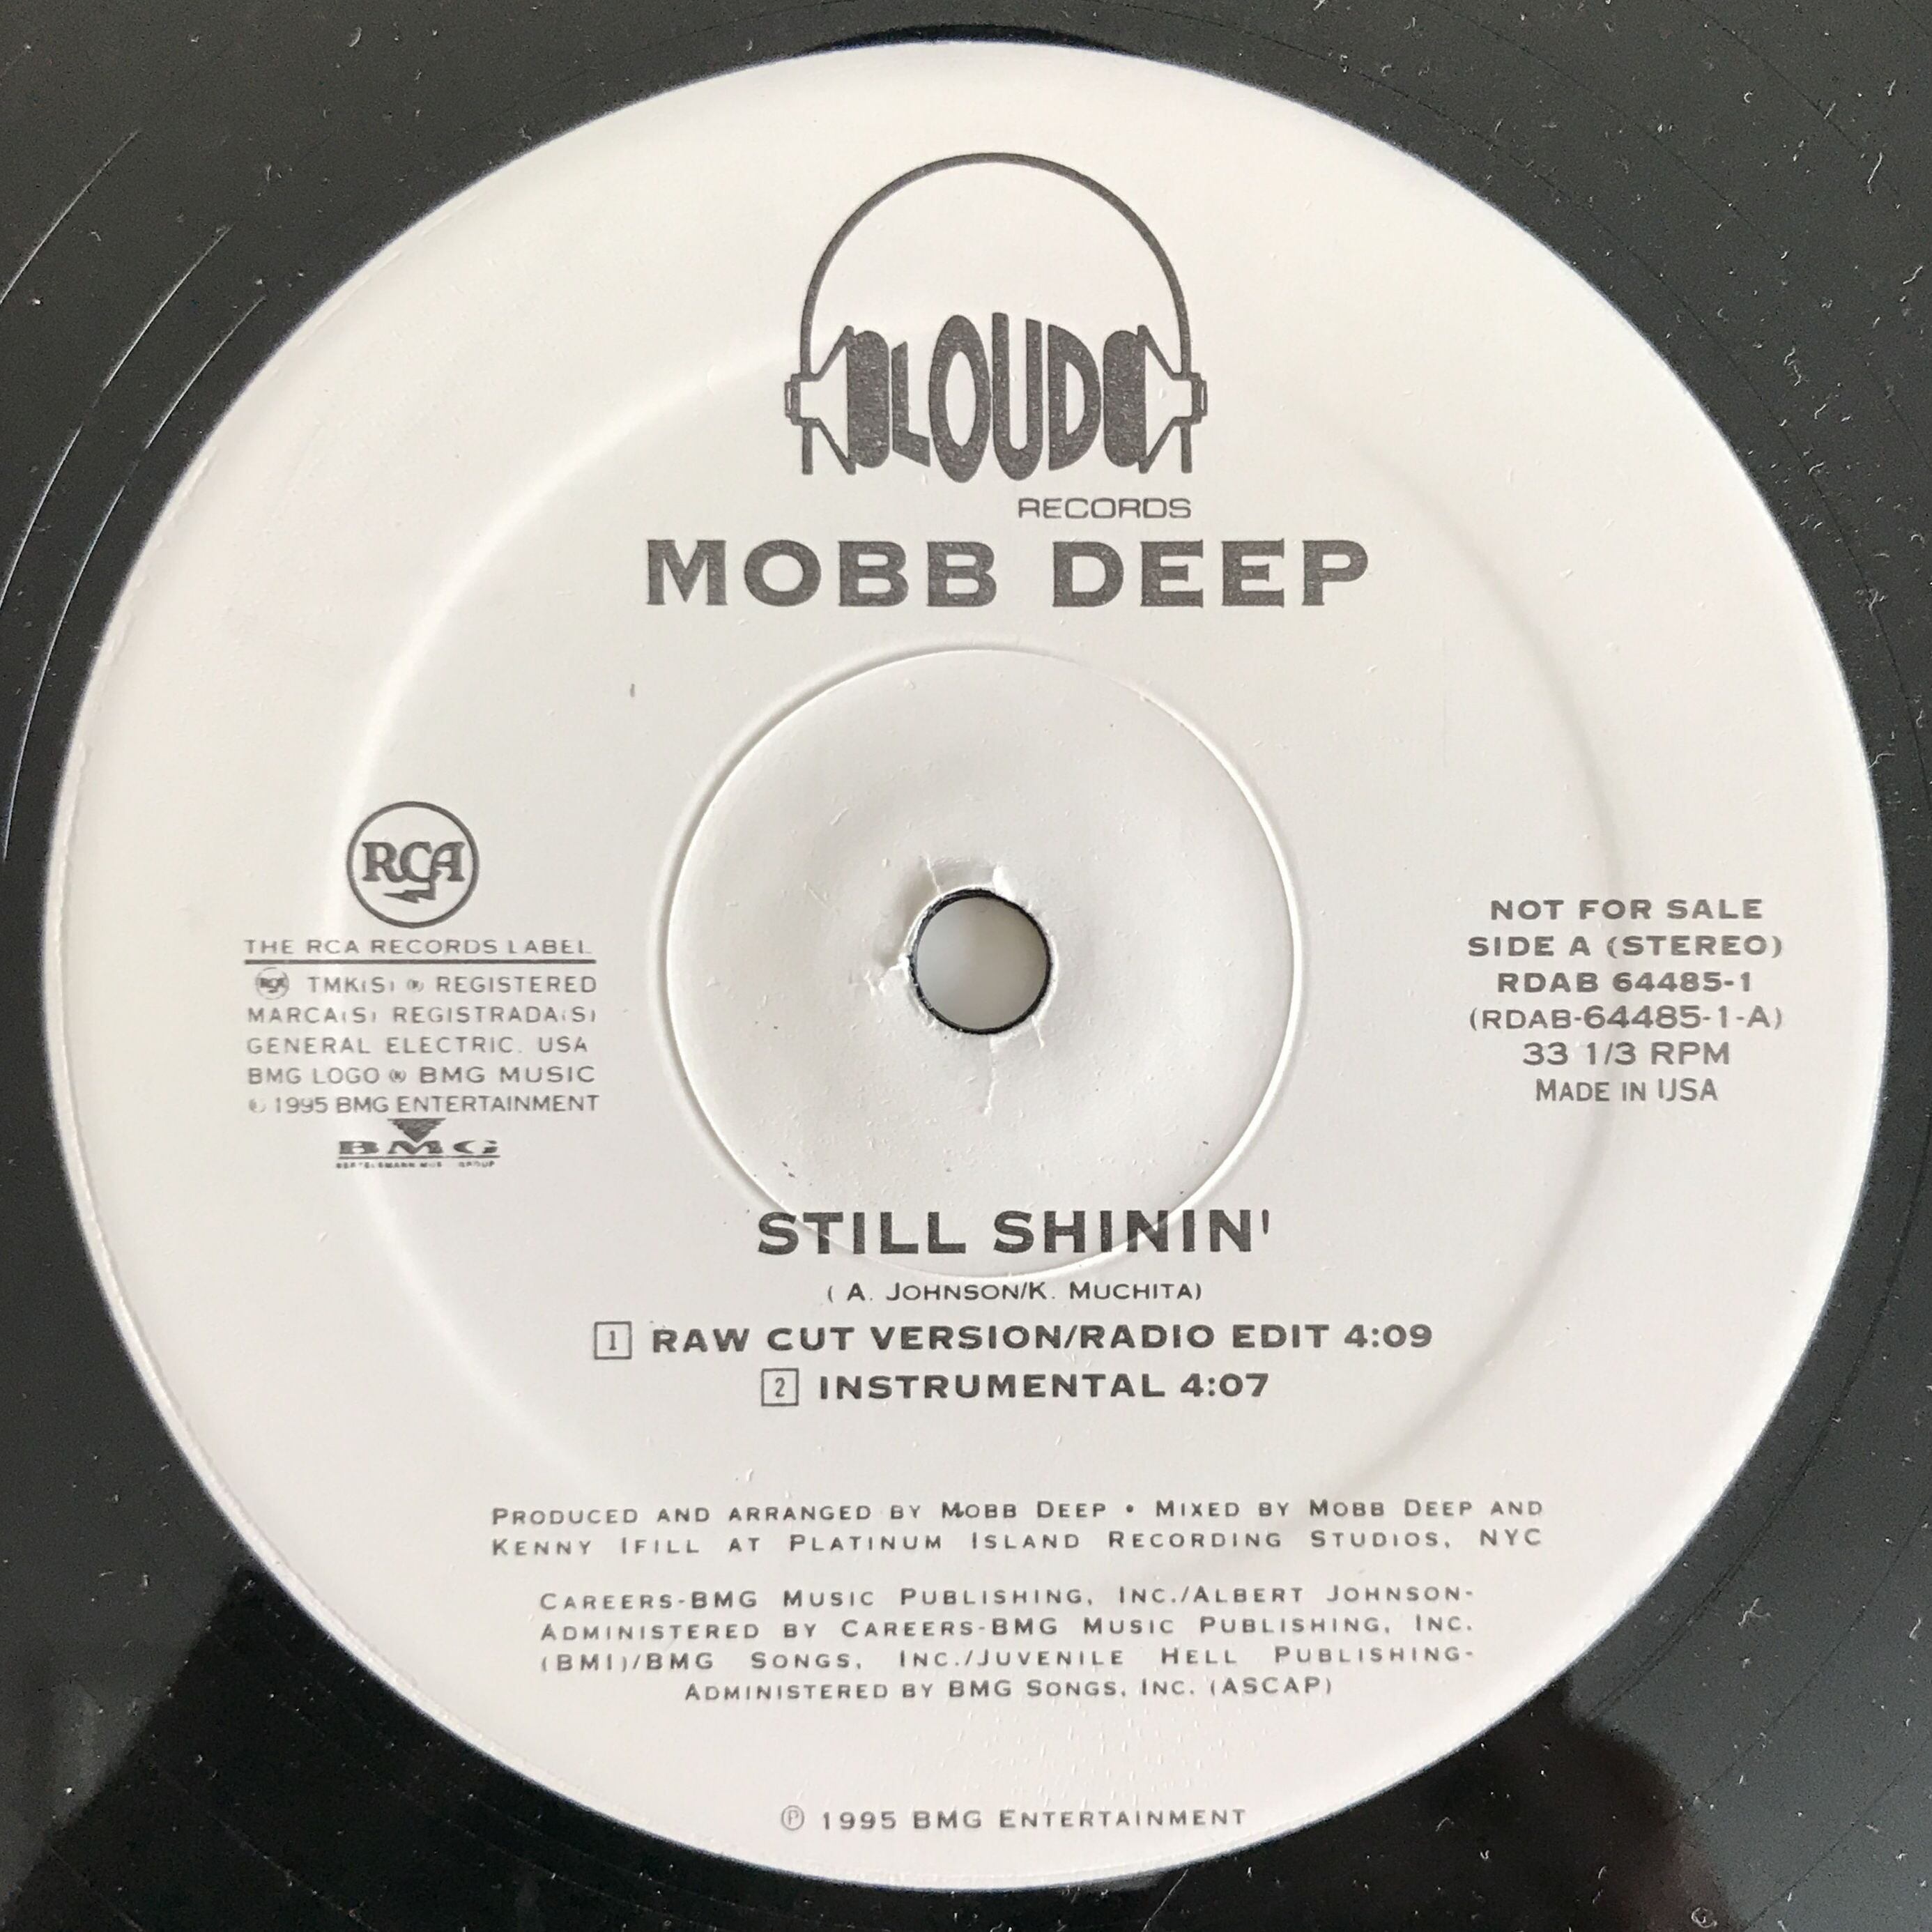 LOUD
RECORDS
MOBB DEEP
RCA
THE RCA RECORDS LABEL
RCA TMK(S) ® REGISTERED
MARCA(S) REGISTRADA(S)
GENERAL ELECTRIC. USA
BMG LOGO ® BMG MUSIC
© 1995 BMG ENTERTAINMENT
BMG
BERTELSMANN MUSIC GROUP
NOT FOR SALE
SIDE A (STEREO)
RDAB 64485-1
(RDAB-64485-1-A)
33 1/3 RPM
MADE IN USA
STILL SHININ'
( A. JOHNSON/K. MUCHITA)
1 RAW CUT VERSION/RADIO EDIT 4:09
2 INSTRUMENTAL 4:07
PRODUCED AND ARRANGED BY MOBB DEEP • MIXED BY MOBB DEEP AND
KENNY IFILL AT PLATINUM ISLAND RECORDING STUDIOS, NYC
CAREERS-BMG MUSIC PUBLISHING, INC./ALBERT JOHNSON-
ADMINISTERED BY CAREERS-BMG MUSIC PUBLISHING, INC.
(BMI)/BMG SONGS, INC./JUVENILE HELL PUBLISHING-
ADMINISTERED BY BMG SONGS, INC. (ASCAP)
℗ 1995 BMG ENTERTAINMENT